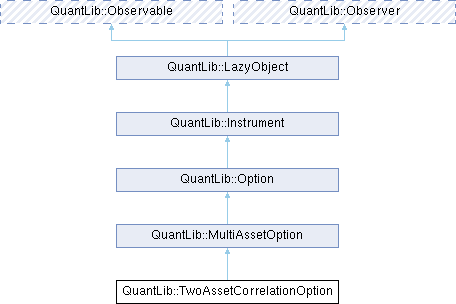 QuantLib::Observable
QuantLib::Observer
QuantLib::LazyObject
QuantLib::Instrument
QuantLib::Option
QuantLib::MultiAssetOption
QuantLib::TwoAssetCorrelationOption